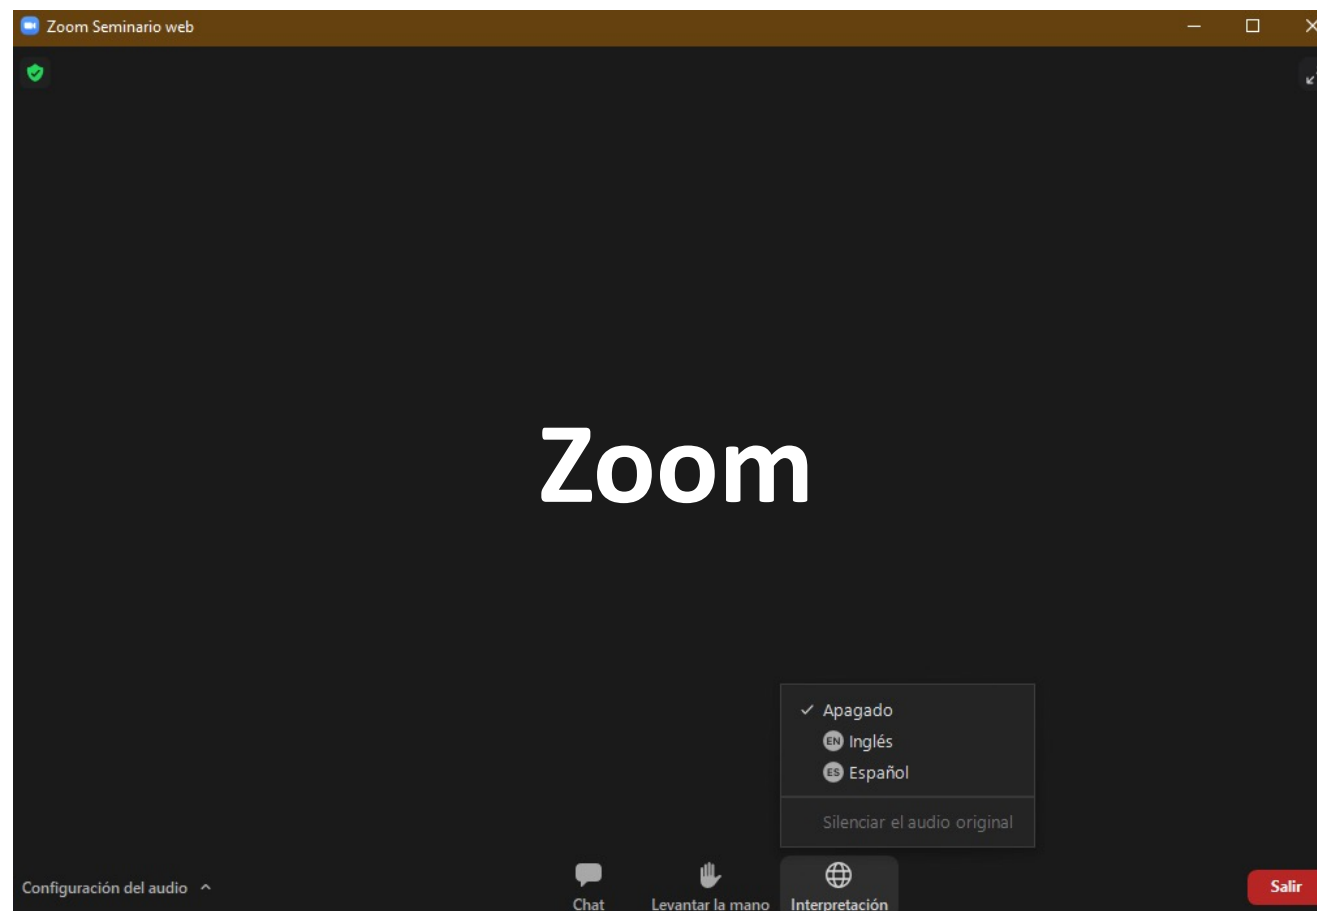 Zoom Seminario web
Zoom
Apagado
EN Inglés
ES Español
Silenciar el audio original
Configuración del audio
Chat
Levantar la mano
Interpretación
Salir